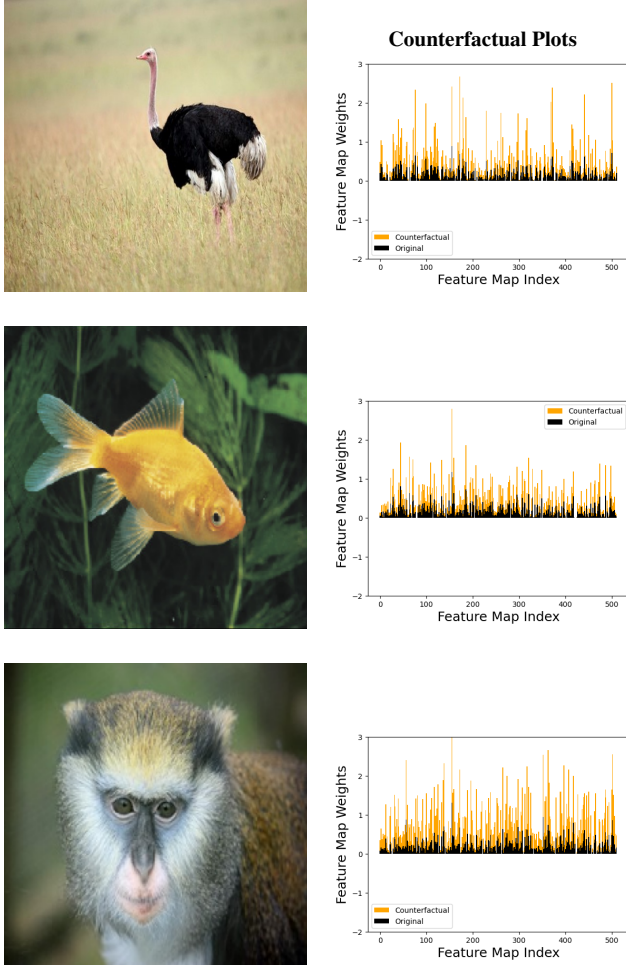 Counterfactual Plots
3
2
1
0
−1
−2
Feature Map Weights
Counterfactual
Original
0 100 200 300 400 500
Feature Map Index
3
2
1
0
−1
−2
Feature Map Weights
Counterfactual
Original
0 100 200 300 400 500
Feature Map Index
3
2
1
0
−1
−2
Feature Map Weights
Counterfactual
Original
0 100 200 300 400 500
Feature Map Index